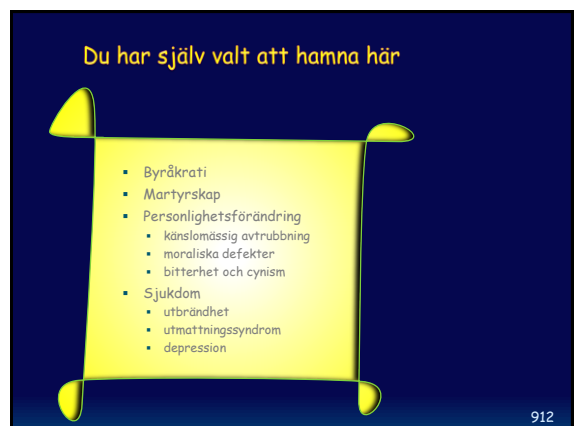 Du har själv valt att hamna här
▪ Byråkrati
▪ Martyrskap
▪ Personlighetsförändring
▪ känslomässig avtrubbning
▪ moraliska defekter
▪ bitterhet och cynism
▪ Sjukdom
▪ utbrändhet
▪ utmattningssyndrom
▪ depression
912